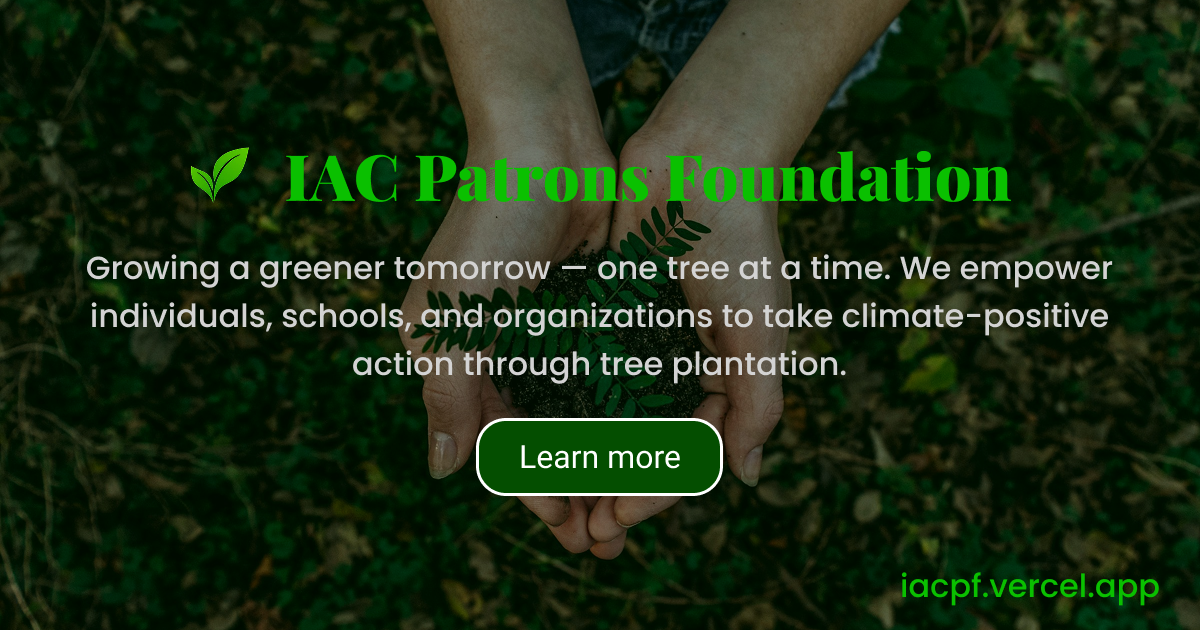 IAC Patrons Foundation
Growing a greener tomorrow — one tree at a time. We empower
individuals, schools, and organizations to take climate-positive
action through tree plantation.
Learn more
iacpf.vercel.app